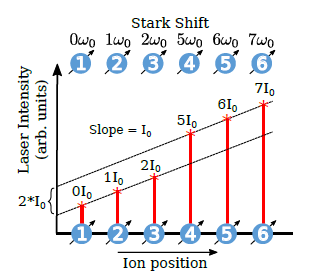 Stark Shift
0ω₀ 1ω₀ 2ω₀ 5ω₀ 6ω₀ 7ω₀
1 2 3 4 5 6
Laser Intensity
(arb. units)
7I₀
6I₀
5I₀
Slope = I₀
2I₀
1I₀
0I₀
2*I₀
1 2 3 4 5 6
Ion position